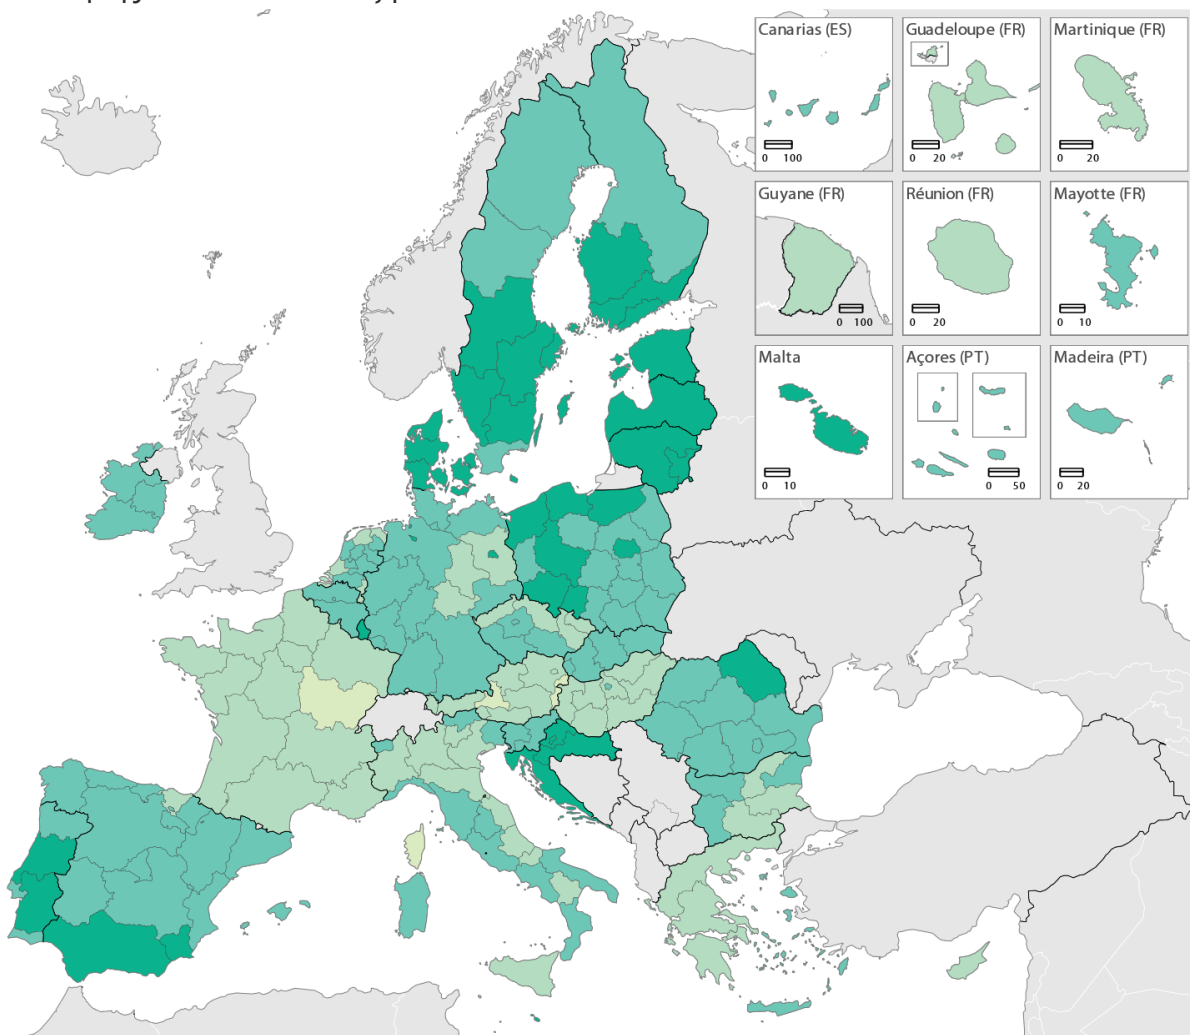 Canarias (ES)
0 100
Guadeloupe (FR)
0 20
Martinique (FR)
0 20
Guyane (FR)
0 100
Réunion (FR)
0 20
Mayotte (FR)
0 10
Malta
0 10
Açores (PT)
0 50
Madeira (PT)
0 20